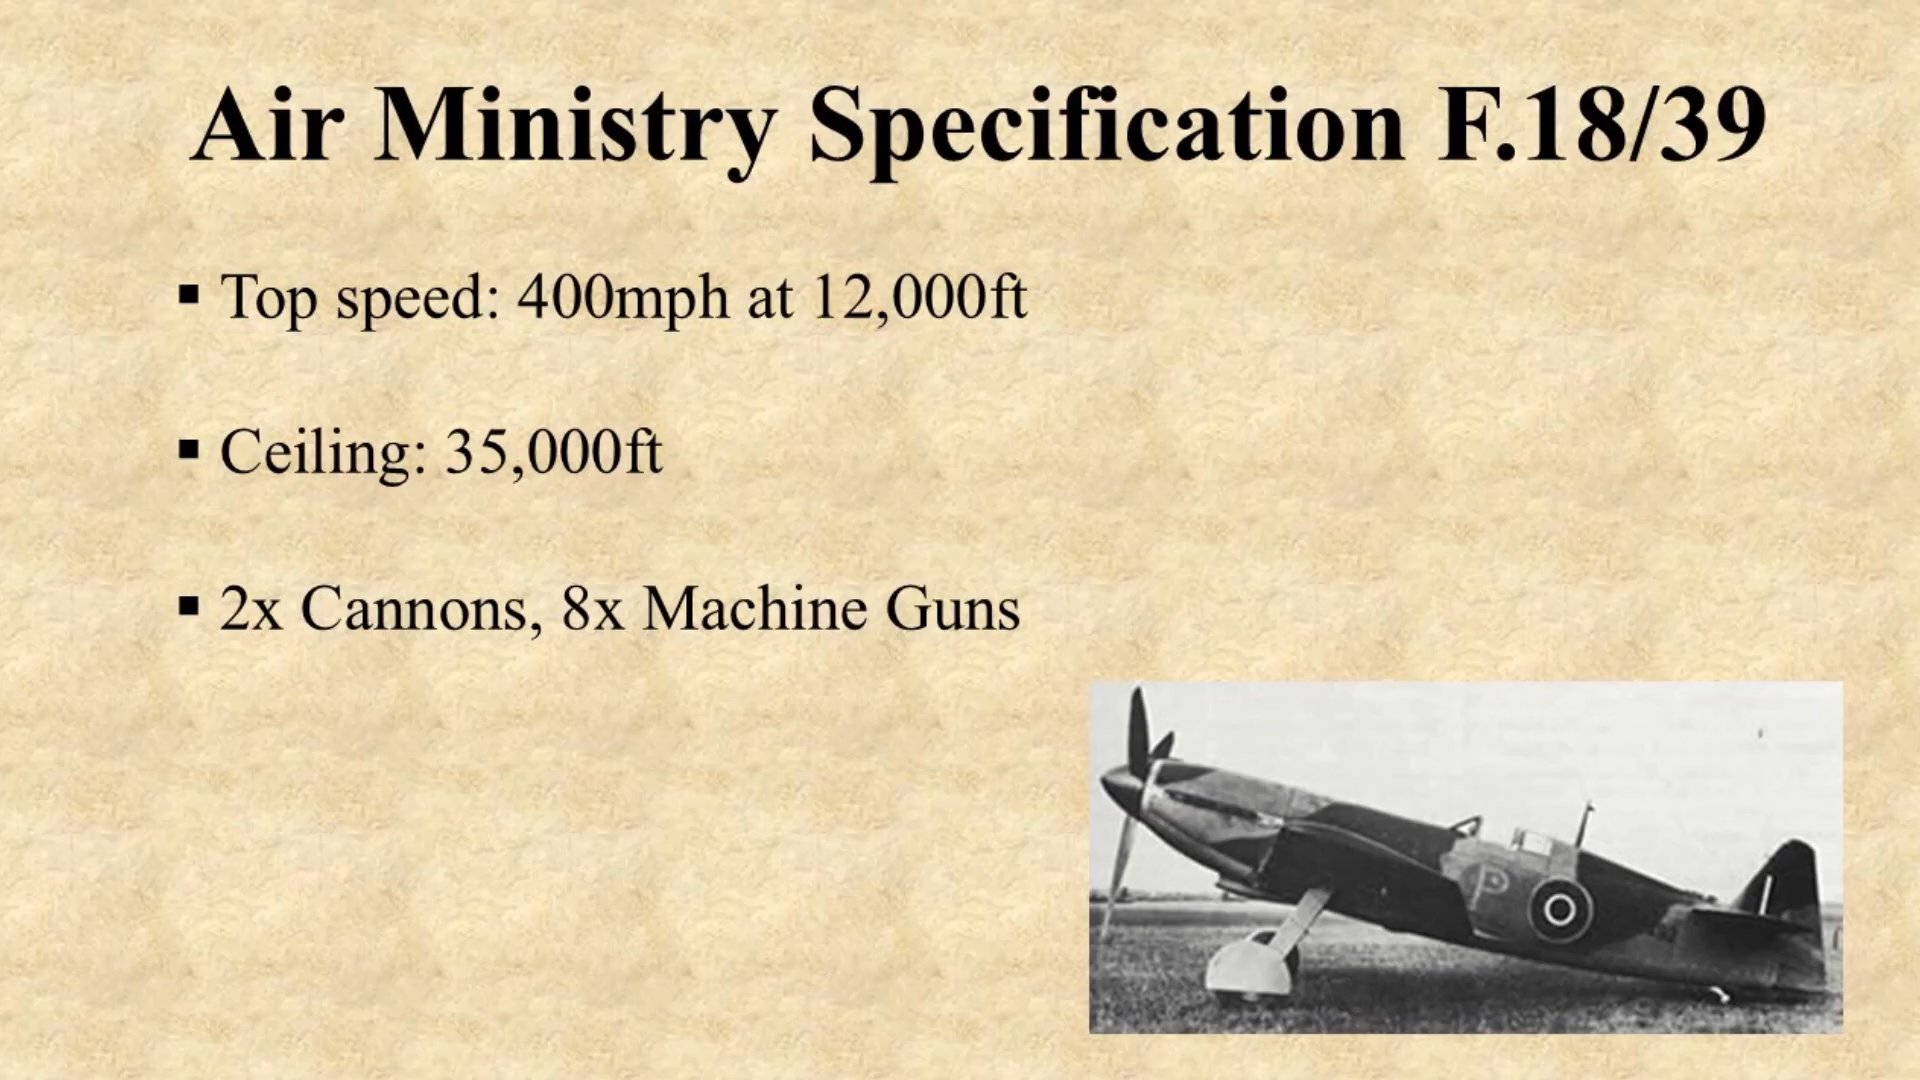 Air Ministry Specification F.18/39
▪ Top speed: 400mph at 12,000ft
▪ Ceiling: 35,000ft
▪ 2x Cannons, 8x Machine Guns
P